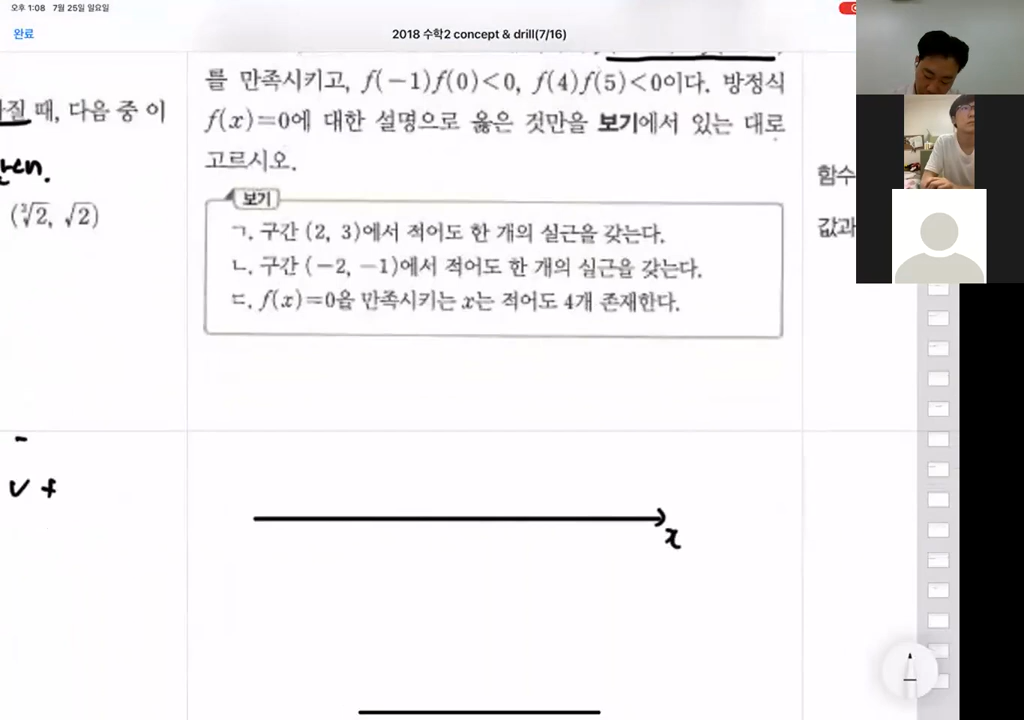 오후 1:08 7월 25일 일요일
완료
2018 수학2 concept & drill(7/16)
질 때, 다음 중 이
(∛2, √2)
를 만족시키고, f(−1)f(0)<0, f(4)f(5)<0이다. 방정식
f(x)=0에 대한 설명으로 옳은 것만을 보기에서 있는 대로
고르시오.
보기
ㄱ. 구간 (2, 3)에서 적어도 한 개의 실근을 갖는다.
ㄴ. 구간 (−2, −1)에서 적어도 한 개의 실근을 갖는다.
ㄷ. f(x)=0을 만족시키는 x는 적어도 4개 존재한다.
함수
값과
−
∨ +
x